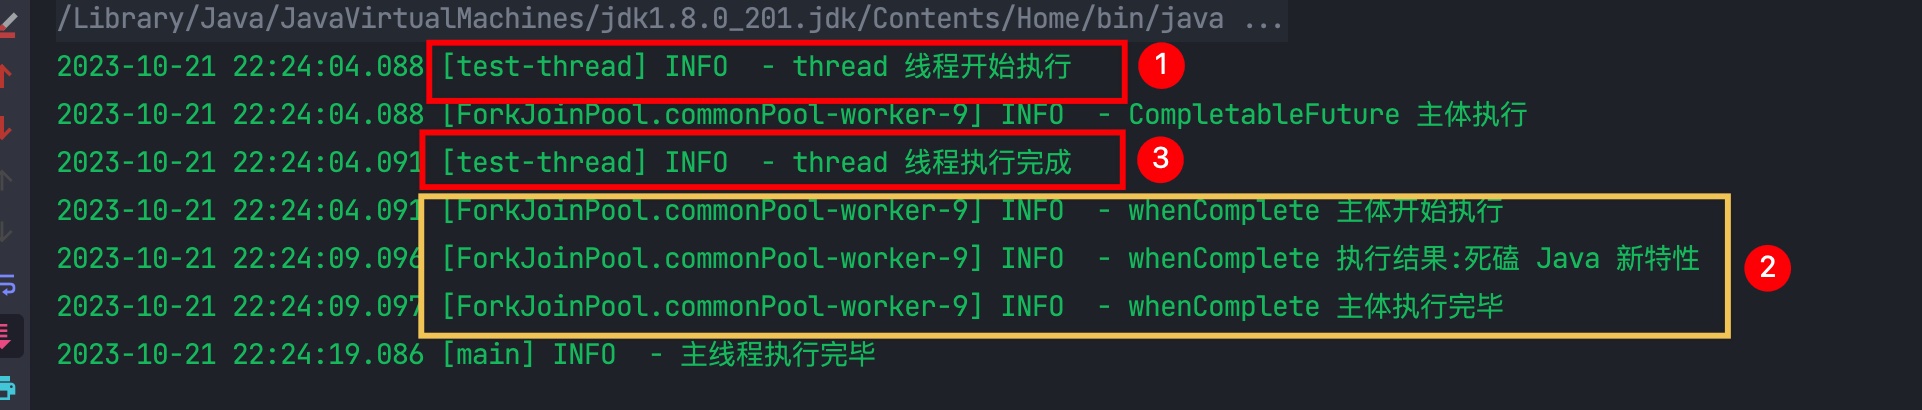 /Library/Java/JavaVirtualMachines/jdk1.8.0_201.jdk/Contents/Home/bin/java ...
2023-10-21 22:24:04.088 [test-thread] INFO  - thread 线程开始执行 1
2023-10-21 22:24:04.088 [ForkJoinPool.commonPool-worker-9] INFO  - CompletableFuture 主体执行
2023-10-21 22:24:04.091 [test-thread] INFO  - thread 线程执行完成 3
2023-10-21 22:24:04.091 [ForkJoinPool.commonPool-worker-9] INFO  - whenComplete 主体开始执行
2023-10-21 22:24:09.096 [ForkJoinPool.commonPool-worker-9] INFO  - whenComplete 执行结果:死磕 Java 新特性 2
2023-10-21 22:24:09.097 [ForkJoinPool.commonPool-worker-9] INFO  - whenComplete 主体执行完毕
2023-10-21 22:24:19.086 [main] INFO  - 主线程执行完毕